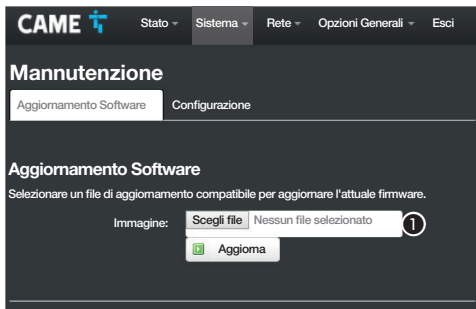 CAME Stato Sistema Rete Opzioni Generali Esci
Mannutenzione
Aggiornamento Software Configurazione
Aggiornamento Software
Selezionare un file di aggiornamento compatibile per aggiornare l'attuale firmware.
Immagine: Scegli file Nessun file selezionato 1
Aggiorna